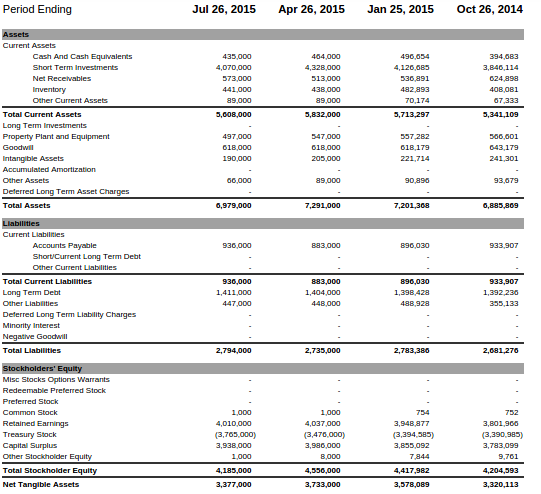 Period Ending Jul 26, 2015 Apr 26, 2015 Jan 25, 2015 Oct 26, 2014
Assets
Current Assets
Cash And Cash Equivalents 435,000 464,000 496,654 394,683
Short Term Investments 4,070,000 4,328,000 4,126,685 3,846,114
Net Receivables 573,000 513,000 536,891 624,898
Inventory 441,000 438,000 482,893 408,081
Other Current Assets 89,000 89,000 70,174 67,333
Total Current Assets 5,608,000 5,832,000 5,713,297 5,341,109
Long Term Investments - - - -
Property Plant and Equipment 497,000 547,000 557,282 566,601
Goodwill 618,000 618,000 618,179 643,179
Intangible Assets 190,000 205,000 221,714 241,301
Accumulated Amortization - - - -
Other Assets 66,000 89,000 90,896 93,679
Deferred Long Term Asset Charges - - - -
Total Assets 6,979,000 7,291,000 7,201,368 6,885,869
Liabilities
Current Liabilities
Accounts Payable 936,000 883,000 896,030 933,907
Short/Current Long Term Debt - - - -
Other Current Liabilities - - - -
Total Current Liabilities 936,000 883,000 896,030 933,907
Long Term Debt 1,411,000 1,404,000 1,398,428 1,392,236
Other Liabilities 447,000 448,000 488,928 355,133
Deferred Long Term Liability Charges - - - -
Minority Interest - - - -
Negative Goodwill - - - -
Total Liabilities 2,794,000 2,735,000 2,783,386 2,681,276
Stockholders' Equity
Misc Stocks Options Warrants - - - -
Redeemable Preferred Stock - - - -
Preferred Stock - - - -
Common Stock 1,000 1,000 754 752
Retained Earnings 4,010,000 4,037,000 3,948,877 3,801,966
Treasury Stock (3,765,000) (3,476,000) (3,394,585) (3,390,985)
Capital Surplus 3,938,000 3,986,000 3,855,092 3,783,099
Other Stockholder Equity 1,000 8,000 7,844 9,761
Total Stockholder Equity 4,185,000 4,556,000 4,417,982 4,204,593
Net Tangible Assets 3,377,000 3,733,000 3,578,089 3,320,113